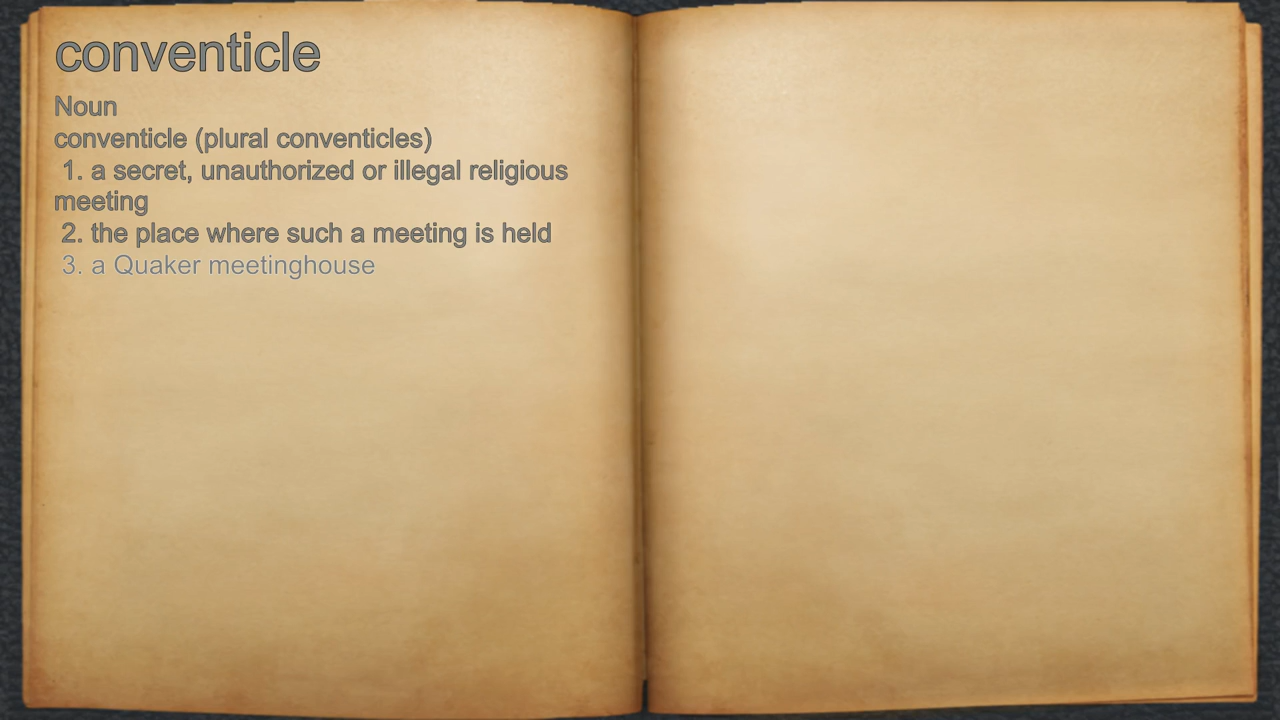 conventicle
Noun
conventicle (plural conventicles)
1. a secret, unauthorized or illegal religious
meeting
2. the place where such a meeting is held
3. a Quaker meetinghouse